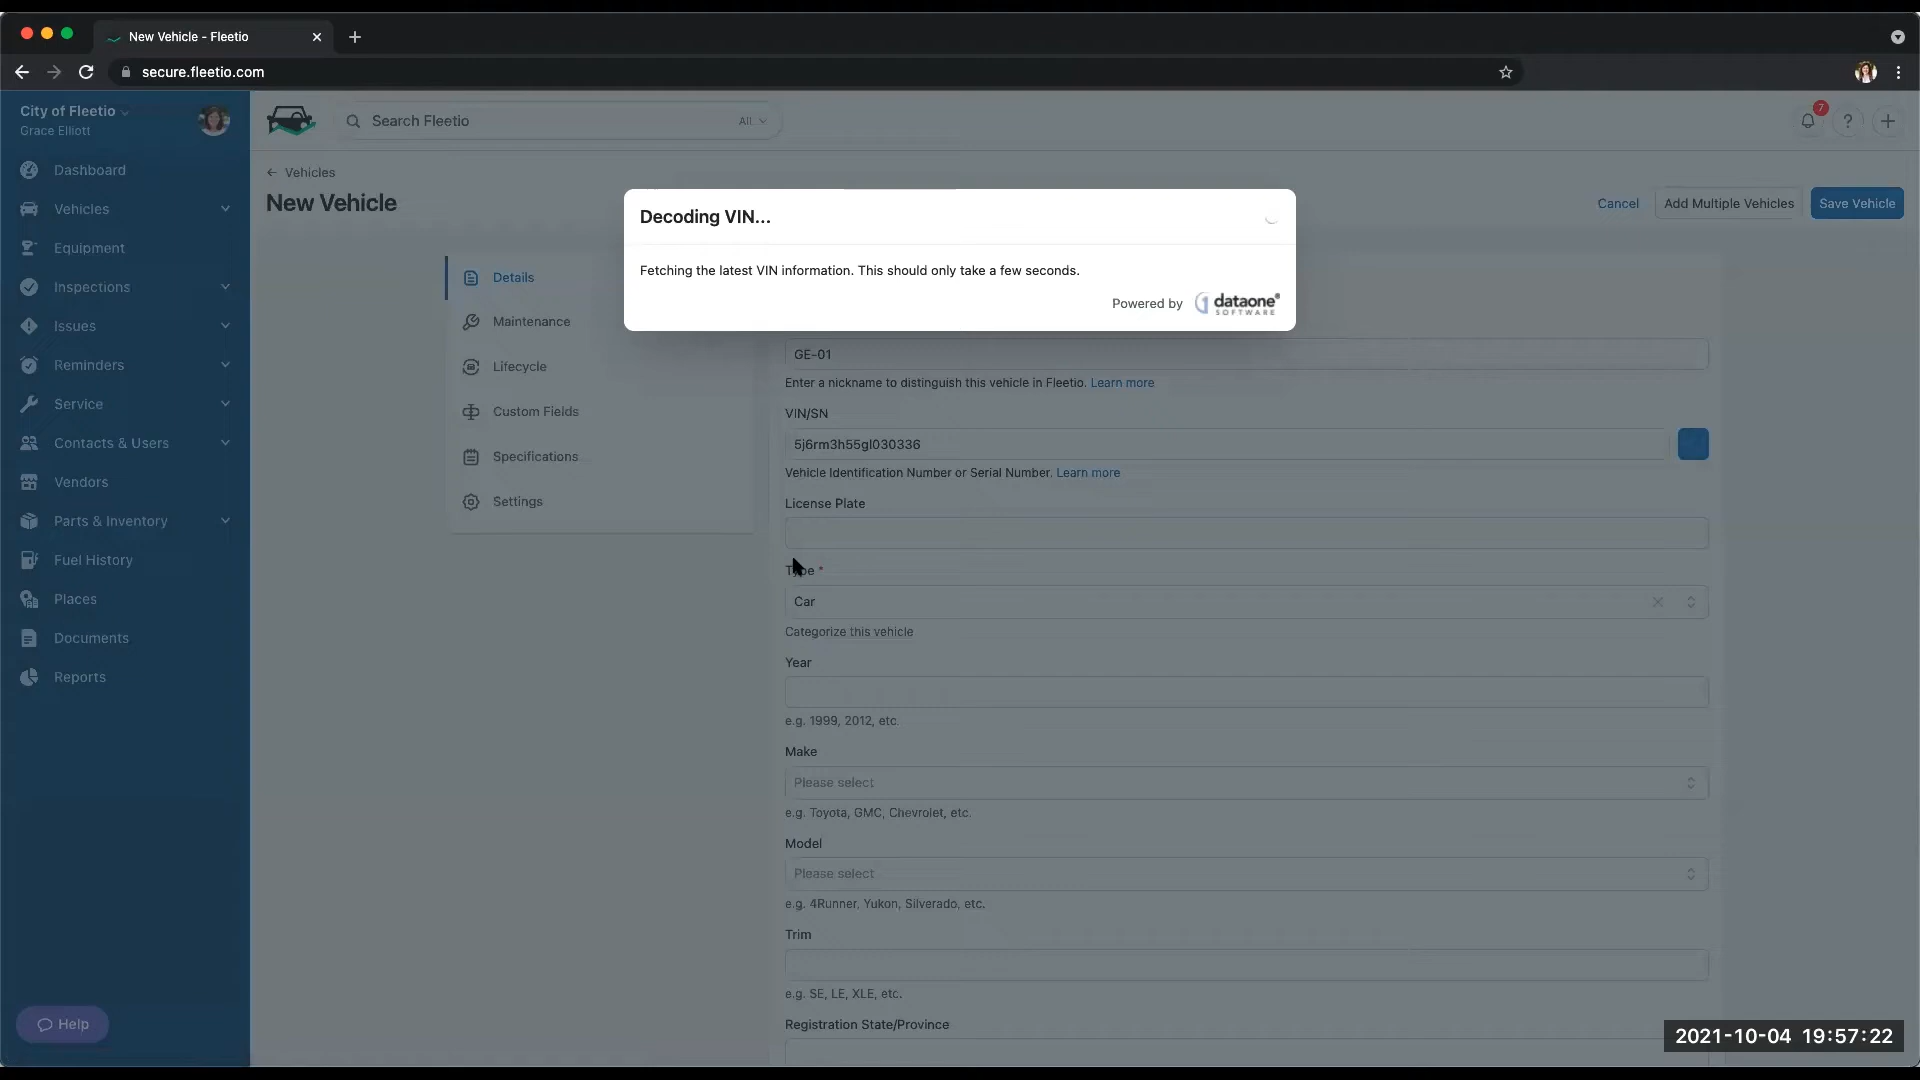 New Vehicle - Fleetio
secure.fleetio.com
City of Fleetio
Grace Elliott
Search Fleetio
All
7
Dashboard
Vehicles
Equipment
Inspections
Issues
Reminders
Service
Contacts & Users
Vendors
Parts & Inventory
Fuel History
Places
Documents
Reports
Help
Vehicles
New Vehicle
Cancel
Add Multiple Vehicles
Save Vehicle
Details
Maintenance
Lifecycle
Custom Fields
Specifications
Settings
Decoding VIN...
Fetching the latest VIN information. This should only take a few seconds.
Powered by dataone®
SOFTWARE
GE-01
Enter a nickname to distinguish this vehicle in Fleetio. Learn more
VIN/SN
5j6rm3h55gl030336
Vehicle Identification Number or Serial Number. Learn more
License Plate
Type *
Car
Categorize this vehicle
Year
e.g. 1999, 2012, etc.
Make
Please select
e.g. Toyota, GMC, Chevrolet, etc.
Model
Please select
e.g. 4Runner, Yukon, Silverado, etc.
Trim
e.g. SE, LE, XLE, etc.
Registration State/Province
2021-10-04 19:57:22